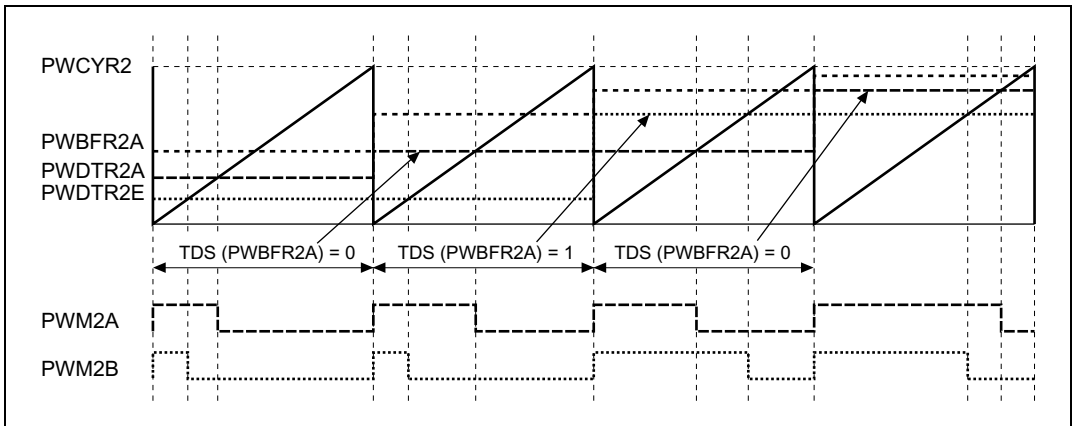 PWCYR2
PWBFR2A
PWDTR2A
PWDTR2E
TDS (PWBFR2A) = 0
TDS (PWBFR2A) = 1
TDS (PWBFR2A) = 0
PWM2A
PWM2B